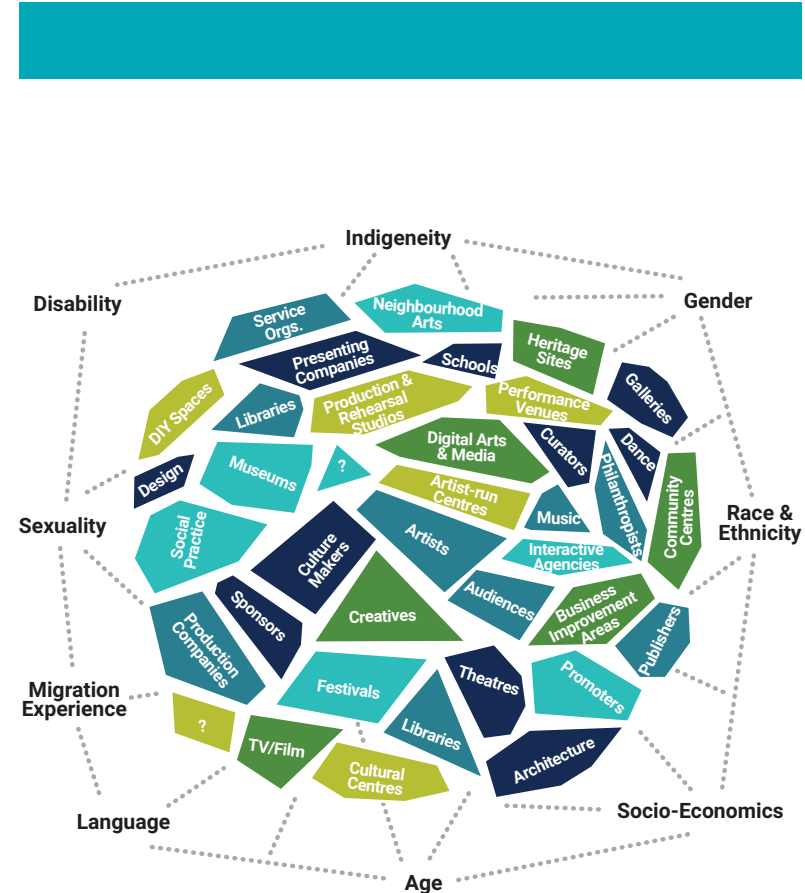 Indigeneity
Disability
Gender
Service
Orgs.
Neighbourhood
Arts
Presenting
Companies
Schools
Heritage
Sites
Galleries
DIY Spaces
Libraries
Production &
Rehearsal
Studios
Performance
Venues
Digital Arts
& Media
Curators
Dance
Philanthropists
Community
Centres
Design
Museums
?
Artist-run
Centres
Music
Sexuality
Race &
Ethnicity
Social
Practice
Culture
Makers
Artists
Interactive
Agencies
Audiences
Business
Improvement
Areas
Publishers
Sponsors
Creatives
Production
Companies
Migration
Experience
Festivals
Theatres
Promoters
?
TV/Film
Libraries
Architecture
Cultural
Centres
Language
Socio-Economics
Age